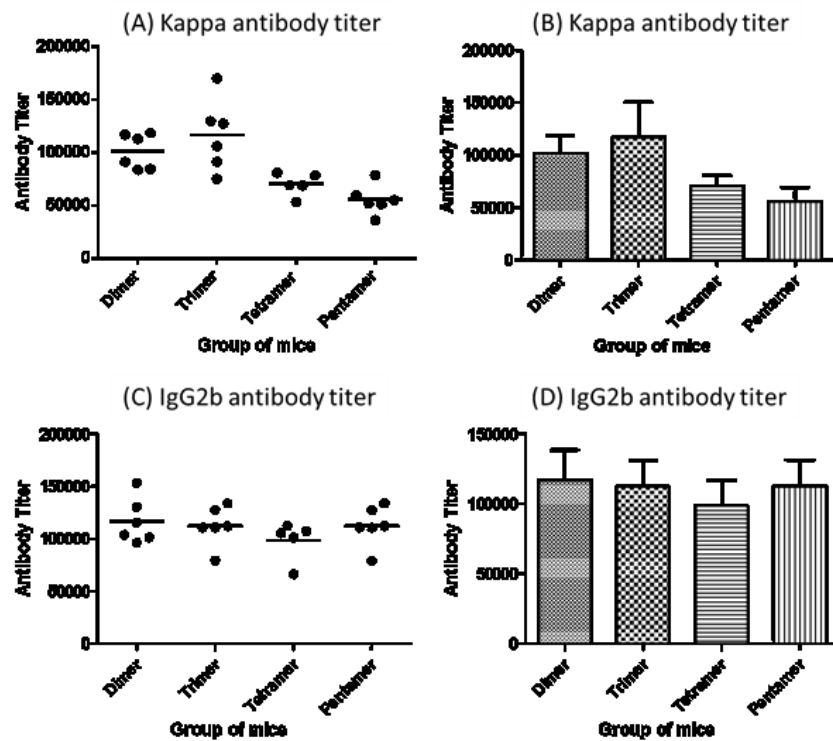 (A) Kappa antibody titer
200000
150000
100000
50000
0
Antibody Titer
Dimer
Trimer
Tetramer
Pentamer
Group of mice
(B) Kappa antibody titer
200000
150000
100000
50000
0
Antibody Titer
Dimer
Trimer
Tetramer
Pentamer
Group of mice
(C) IgG2b antibody titer
200000
150000
100000
50000
0
Antibody Titer
Dimer
Trimer
Tetramer
Pentamer
Group of mice
(D) IgG2b antibody titer
150000
100000
50000
0
Antibody Titer
Dimer
Trimer
Tetramer
Pentamer
Group of mice